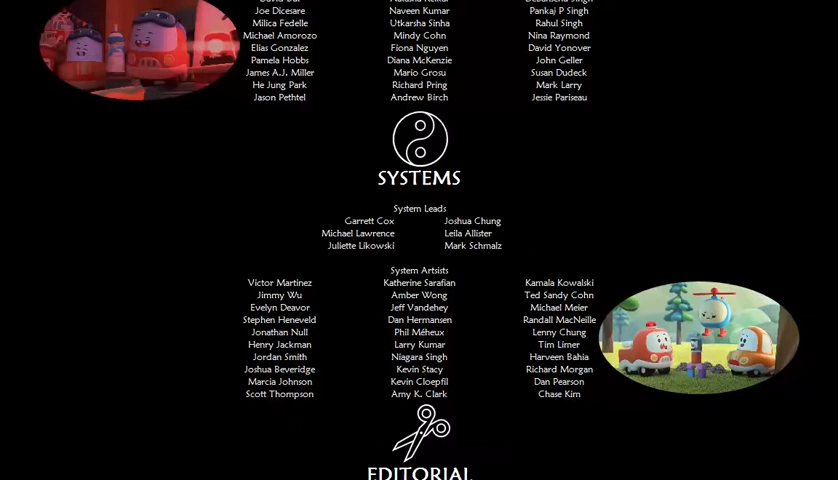 Joe Dicesare Naveen Kumar Pankaj P Singh
Milica Fedelle Utkarsha Sinha Rahul Singh
Michael Amorozo Mindy Cohn Nina Raymond
Elias Gonzalez Fiona Nguyen David Yonover
Pamela Hobbs Diana McKenzie John Geller
James A.J. Miller Mario Grosu Susan Dudeck
He Jung Park Richard Pring Mark Larry
Jason Pethtel Andrew Birch Jessie Pariseau
SYSTEMS
System Leads
Garrett Cox Joshua Chung
Michael Lawrence Leila Allister
Juliette Likowski Mark Schmalz
System Artsists
Victor Martinez Katherine Sarafian Kamala Kowalski
Jimmy Wu Amber Wong Ted Sandy Cohn
Evelyn Deavor Jeff Vandehey Michael Meier
Stephen Heneveld Dan Hermansen Randall MacNeille
Jonathan Null Phil Méheux Lenny Chung
Henry Jackman Larry Kumar Tim Limer
Jordan Smith Niagara Singh Harveen Bahia
Joshua Beveridge Kevin Stacy Richard Morgan
Marcia Johnson Kevin Cloepfil Dan Pearson
Scott Thompson Amy K. Clark Chase Kim
EDITORIAL